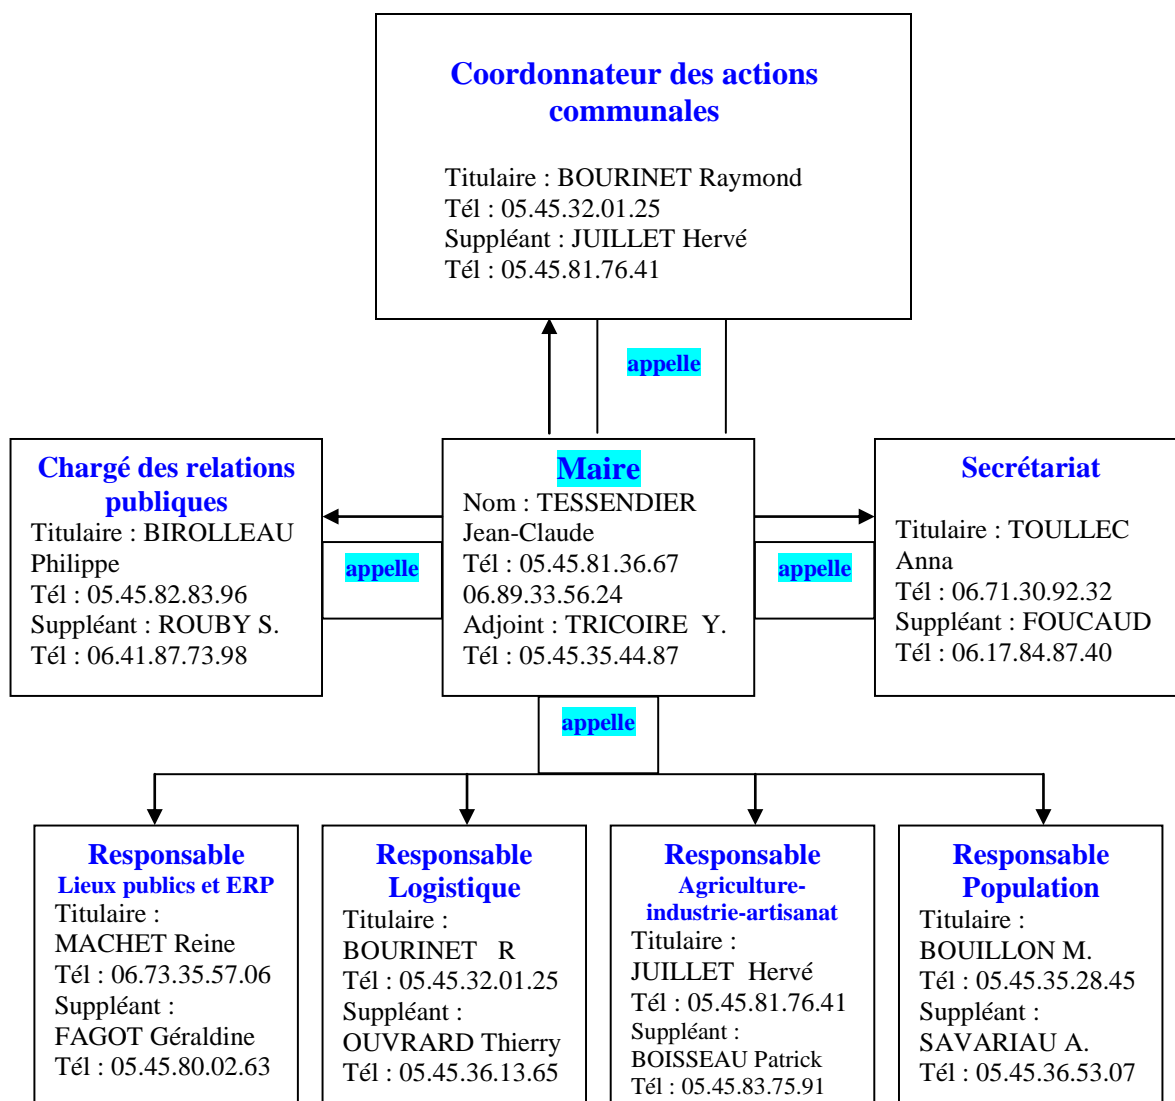 Coordonnateur des actions
communales
Titulaire : BOURINET Raymond
Tél : 05.45.32.01.25
Suppléant : JUILLET Hervé
Tél : 05.45.81.76.41
appelle
Chargé des relations
publiques
Titulaire : BIROLLEAU
Philippe
Tél : 05.45.82.83.96
Suppléant : ROUBY S.
Tél : 06.41.87.73.98
appelle
Maire
Nom : TESSENDIER
Jean-Claude
Tél : 05.45.81.36.67
06.89.33.56.24
Adjoint : TRICOIRE Y.
Tél : 05.45.35.44.87
appelle
Secrétariat
Titulaire : TOULLEC
Anna
Tél : 06.71.30.92.32
Suppléant : FOUCAUD
Tél : 06.17.84.87.40
appelle
Responsable
Lieux publics et ERP
Titulaire :
MACHET Reine
Tél : 06.73.35.57.06
Suppléant :
FAGOT Géraldine
Tél : 05.45.80.02.63
Responsable
Logistique
Titulaire :
BOURINET R
Tél : 05.45.32.01.25
Suppléant :
OUVRARD Thierry
Tél : 05.45.36.13.65
Responsable
Agriculture-
industrie-artisanat
Titulaire :
JUILLET Hervé
Tél : 05.45.81.76.41
Suppléant :
BOISSEAU Patrick
Tél : 05.45.83.75.91
Responsable
Population
Titulaire :
BOUILLON M.
Tél : 05.45.35.28.45
Suppléant :
SAVARIAU A.
Tél : 05.45.36.53.07